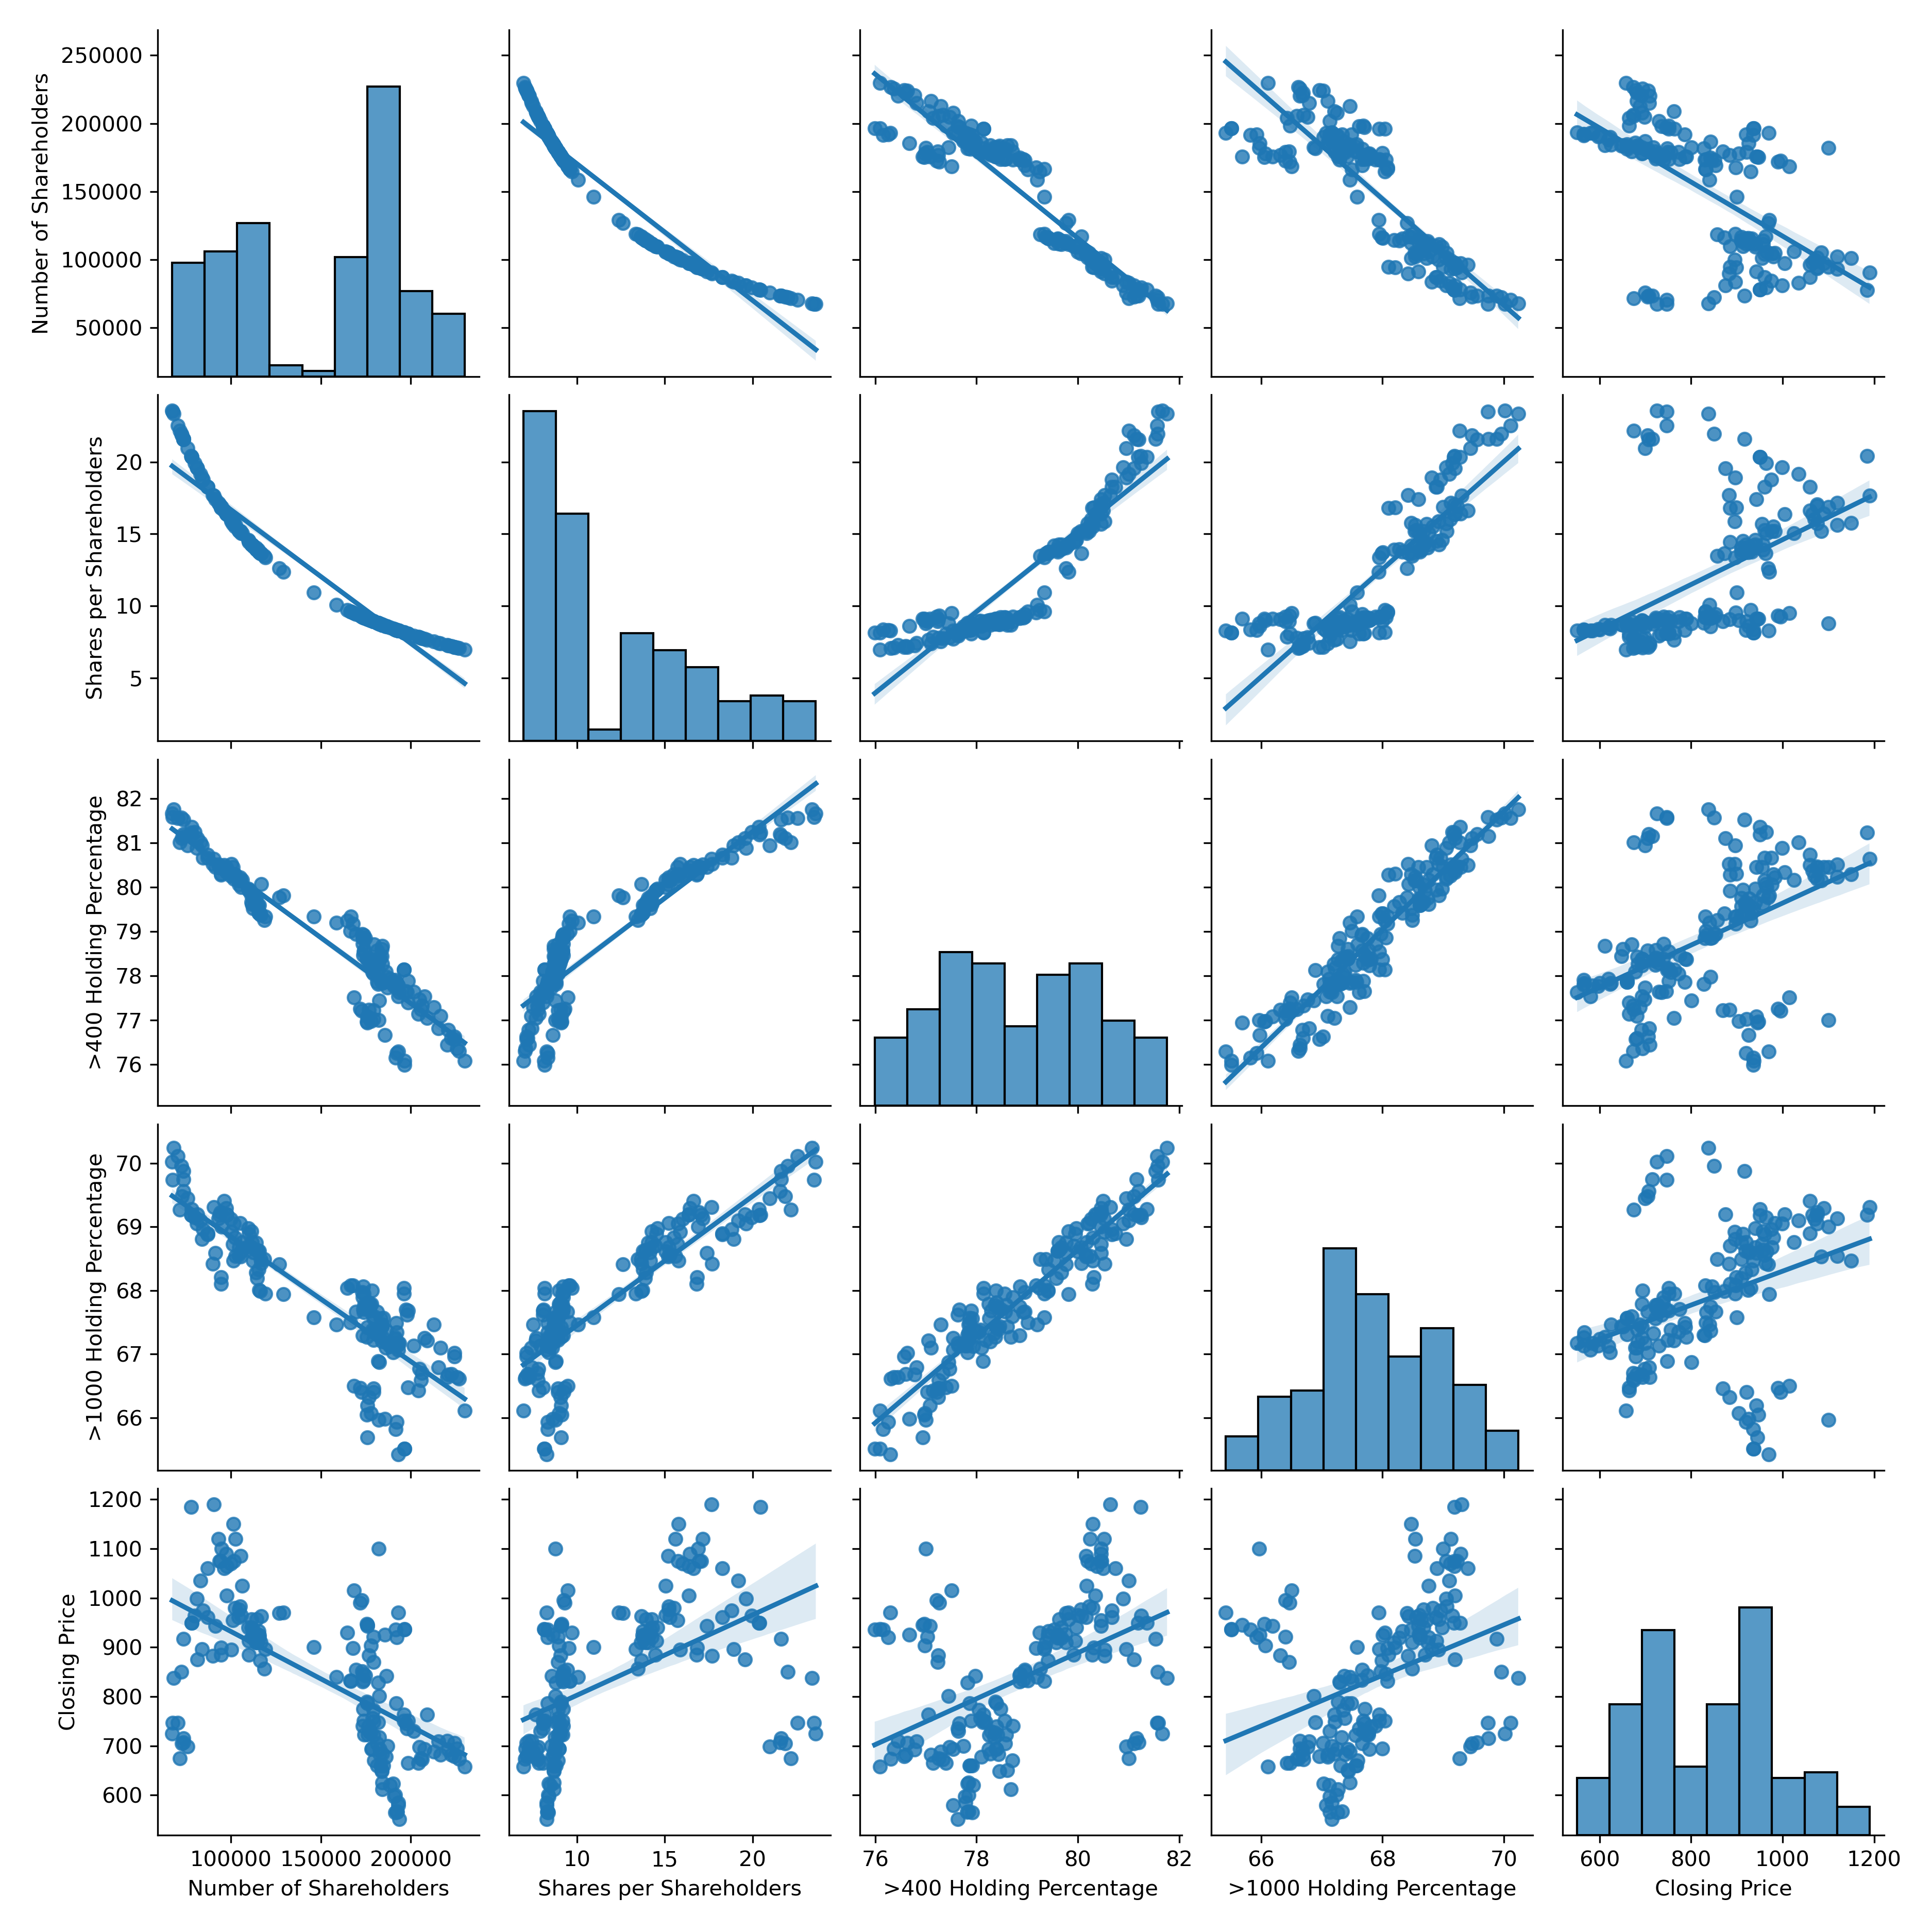 250000
200000
150000
100000
50000
Number of Shareholders
20
15
10
5
Shares per Shareholders
82
81
80
79
78
77
76
>400 Holding Percentage
70
69
68
67
66
>1000 Holding Percentage
1200
1100
1000
900
800
700
600
Closing Price
100000 150000 200000
Number of Shareholders
10 15 20
Shares per Shareholders
76 78 80 82
>400 Holding Percentage
66 68 70
>1000 Holding Percentage
600 800 1000 1200
Closing Price